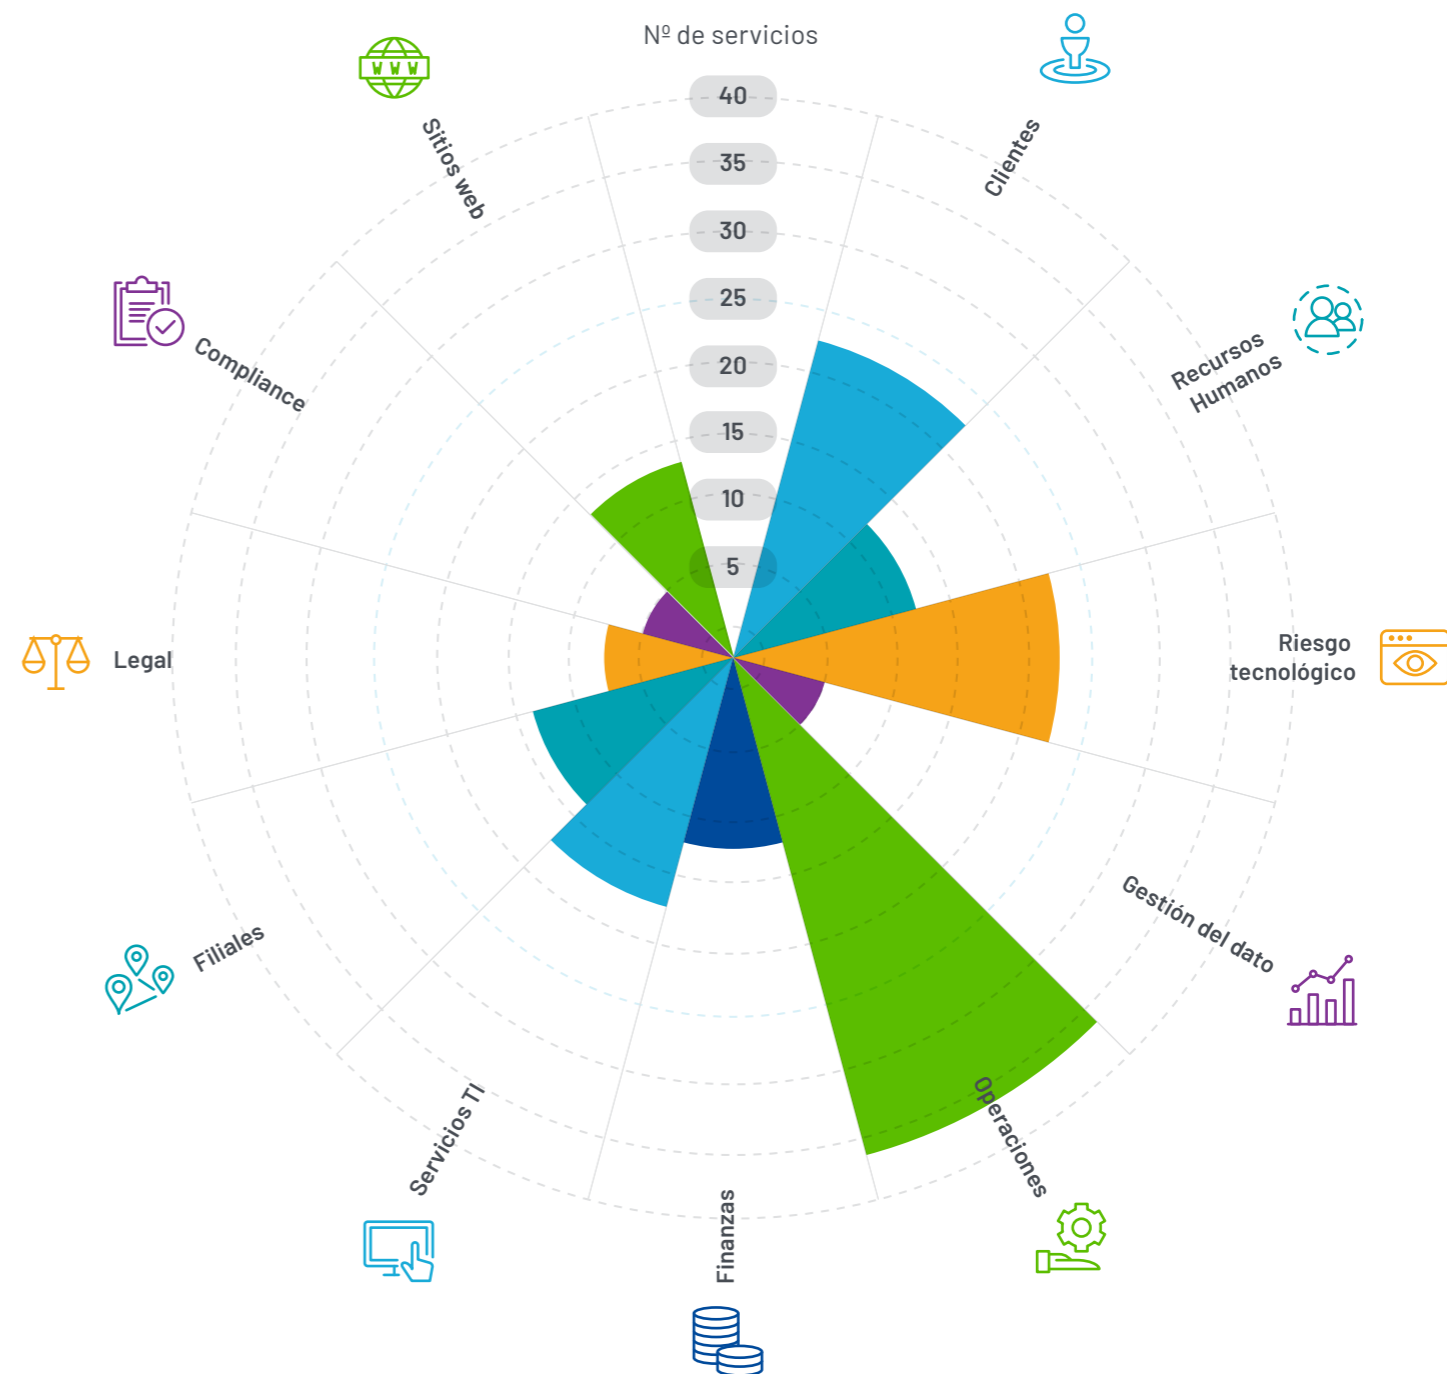 Nº de servicios
40
35
30
25
20
15
10
5
Clientes
Recursos
Humanos
Riesgo
tecnológico
Gestión del dato
Operaciones
Finanzas
Servicios TI
Filiales
Legal
Compliance
Sitios web
WWW